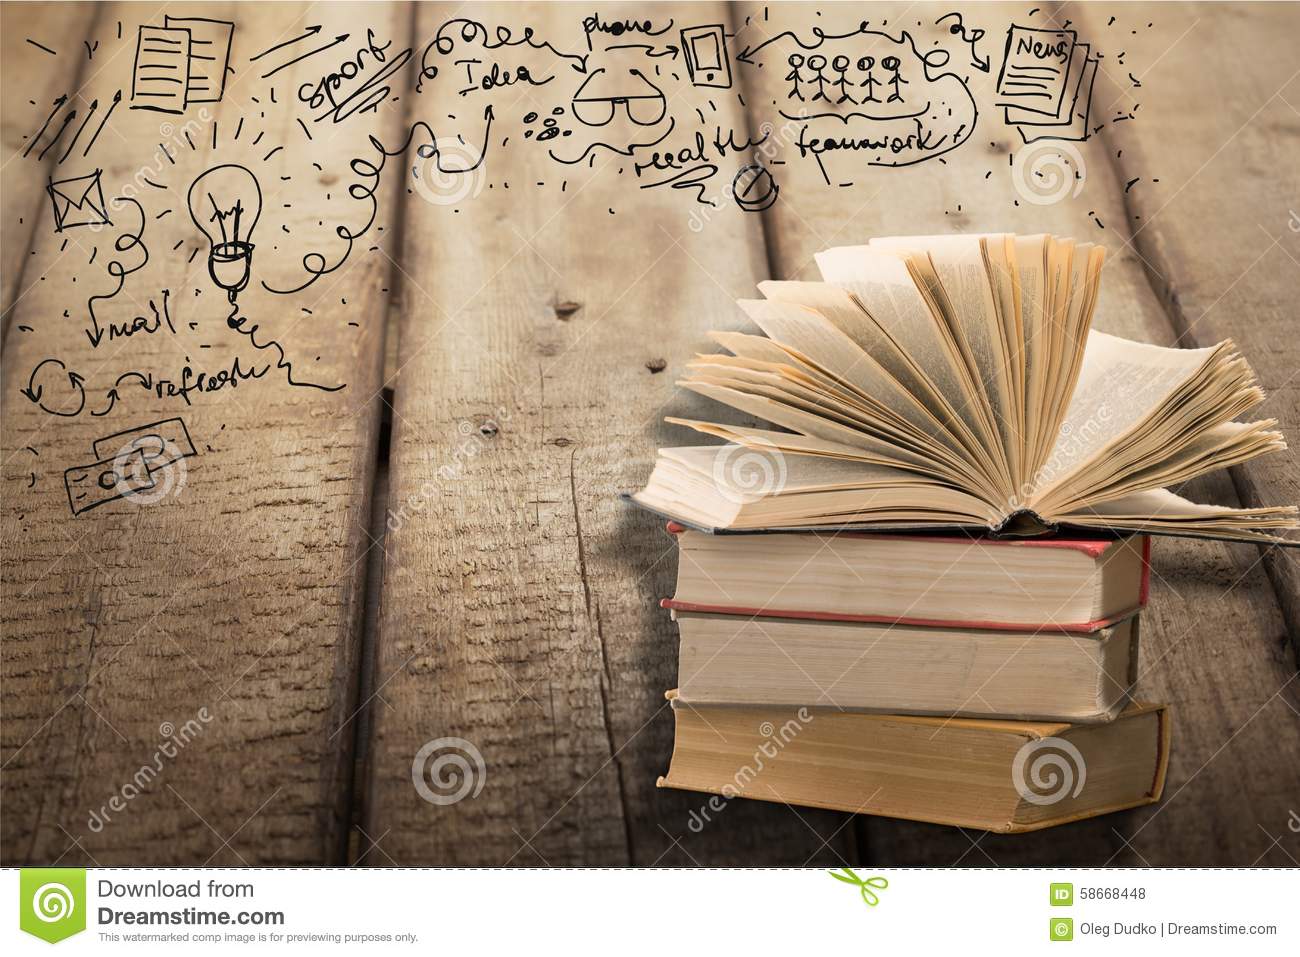 phone
News
Sport
Idea
health
teamwork
mail
refresh
Download from
Dreamstime.com
This watermarked comp image is for previewing purposes only.
ID 58668448
© Oleg Dudko | Dreamstime.com
dreamstime